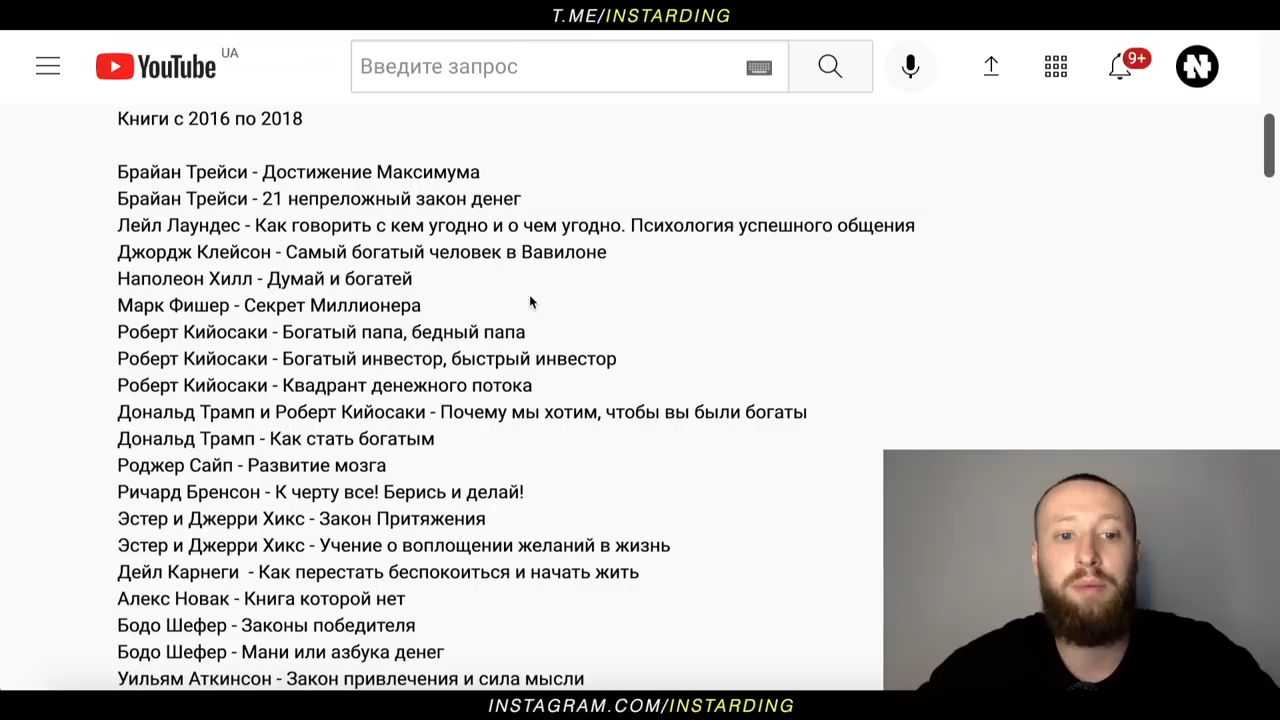 T.ME/INSTARDING
YouTube UA
Введите запрос
9+
N
Книги с 2016 по 2018
Брайан Трейси - Достижение Максимума
Брайан Трейси - 21 непреложный закон денег
Лейл Лаундес - Как говорить с кем угодно и о чем угодно. Психология успешного общения
Джордж Клейсон - Самый богатый человек в Вавилоне
Наполеон Хилл - Думай и богатей
Марк Фишер - Секрет Миллионера
Роберт Кийосаки - Богатый папа, бедный папа
Роберт Кийосаки - Богатый инвестор, быстрый инвестор
Роберт Кийосаки - Квадрант денежного потока
Дональд Трамп и Роберт Кийосаки - Почему мы хотим, чтобы вы были богаты
Дональд Трамп - Как стать богатым
Роджер Сайп - Развитие мозга
Ричард Бренсон - К черту все! Берись и делай!
Эстер и Джерри Хикс - Закон Притяжения
Эстер и Джерри Хикс - Учение о воплощении желаний в жизнь
Дейл Карнеги  - Как перестать беспокоиться и начать жить
Алекс Новак - Книга которой нет
Бодо Шефер - Законы победителя
Бодо Шефер - Мани или азбука денег
Уильям Аткинсон - Закон привлечения и сила мысли
INSTAGRAM.COM/INSTARDING